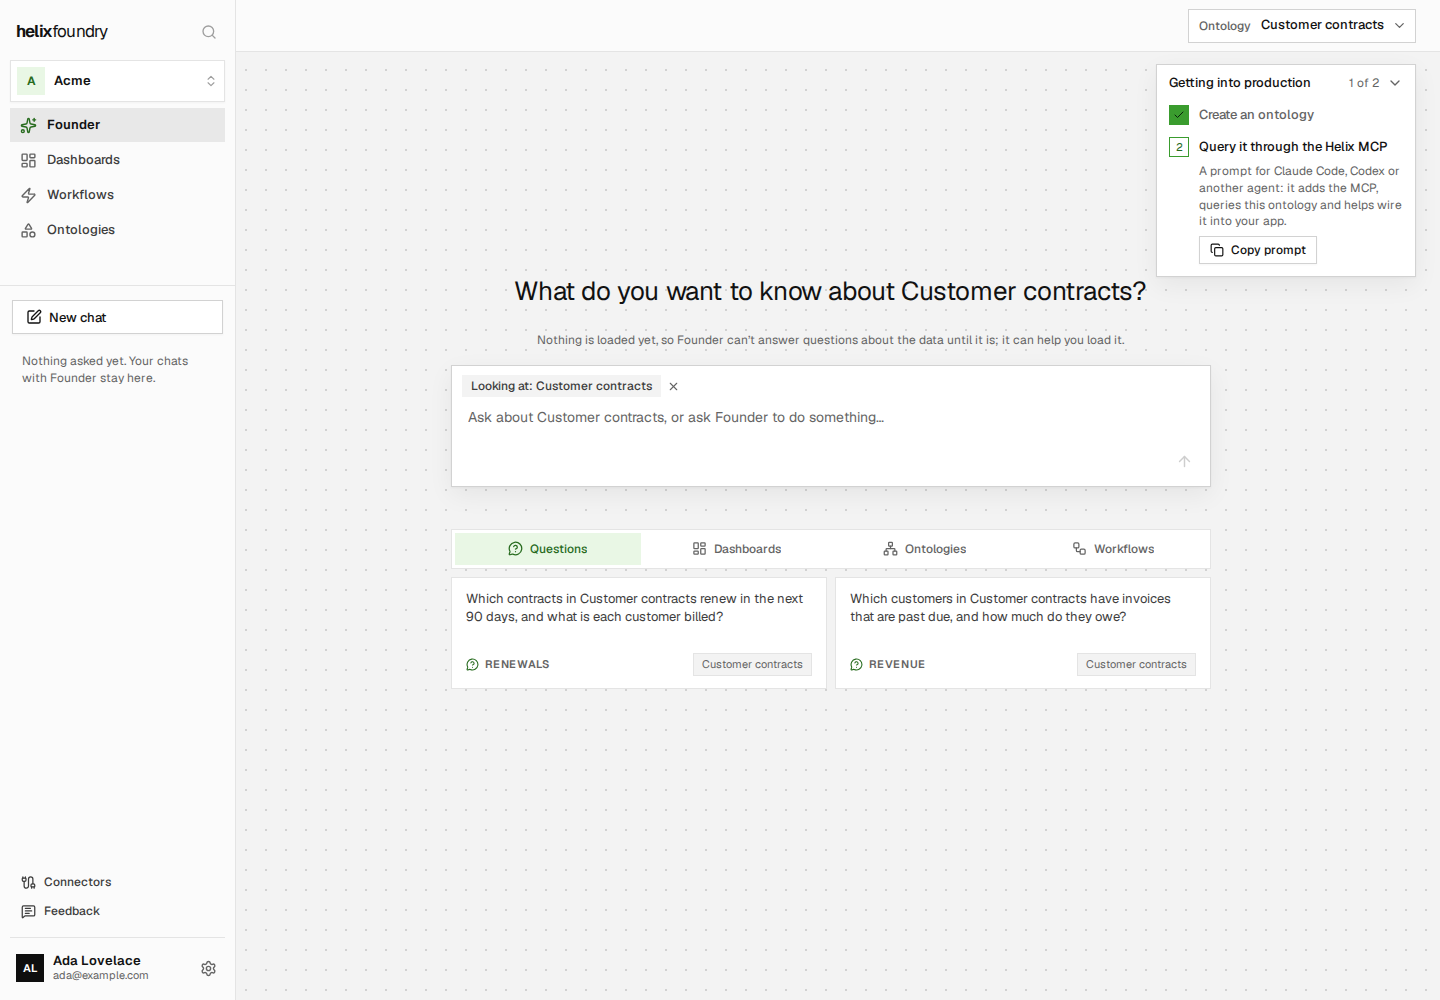 helixfoundry
A Acme
Founder
Dashboards
Workflows
Ontologies
New chat
Nothing asked yet. Your chats
with Founder stay here.
Connectors
Feedback
AL Ada Lovelace
ada@example.com
Ontology Customer contracts
Getting into production 1 of 2
Create an ontology
2 Query it through the Helix MCP
A prompt for Claude Code, Codex or
another agent: it adds the MCP,
queries this ontology and helps wire
it into your app.
Copy prompt
What do you want to know about Customer contracts?
Nothing is loaded yet, so Founder can't answer questions about the data until it is; it can help you load it.
Looking at: Customer contracts
Ask about Customer contracts, or ask Founder to do something…
Questions Dashboards Ontologies Workflows
Which contracts in Customer contracts renew in the next
90 days, and what is each customer billed?
RENEWALS Customer contracts
Which customers in Customer contracts have invoices
that are past due, and how much do they owe?
REVENUE Customer contracts